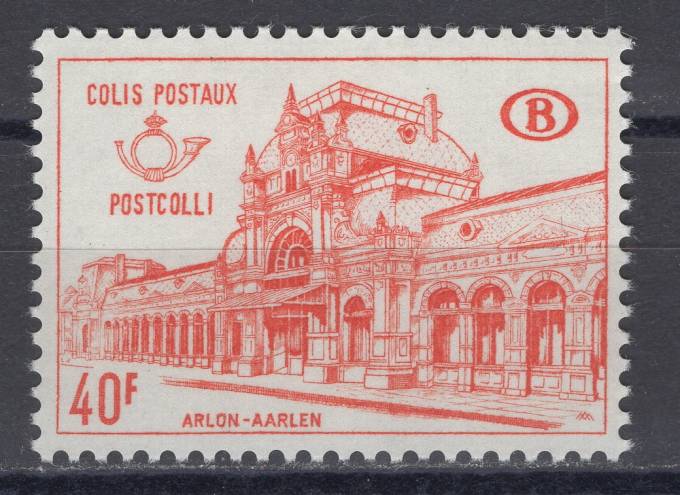 COLIS POSTAUX
B
POSTCOLLI
40F
ARLON-AARLEN